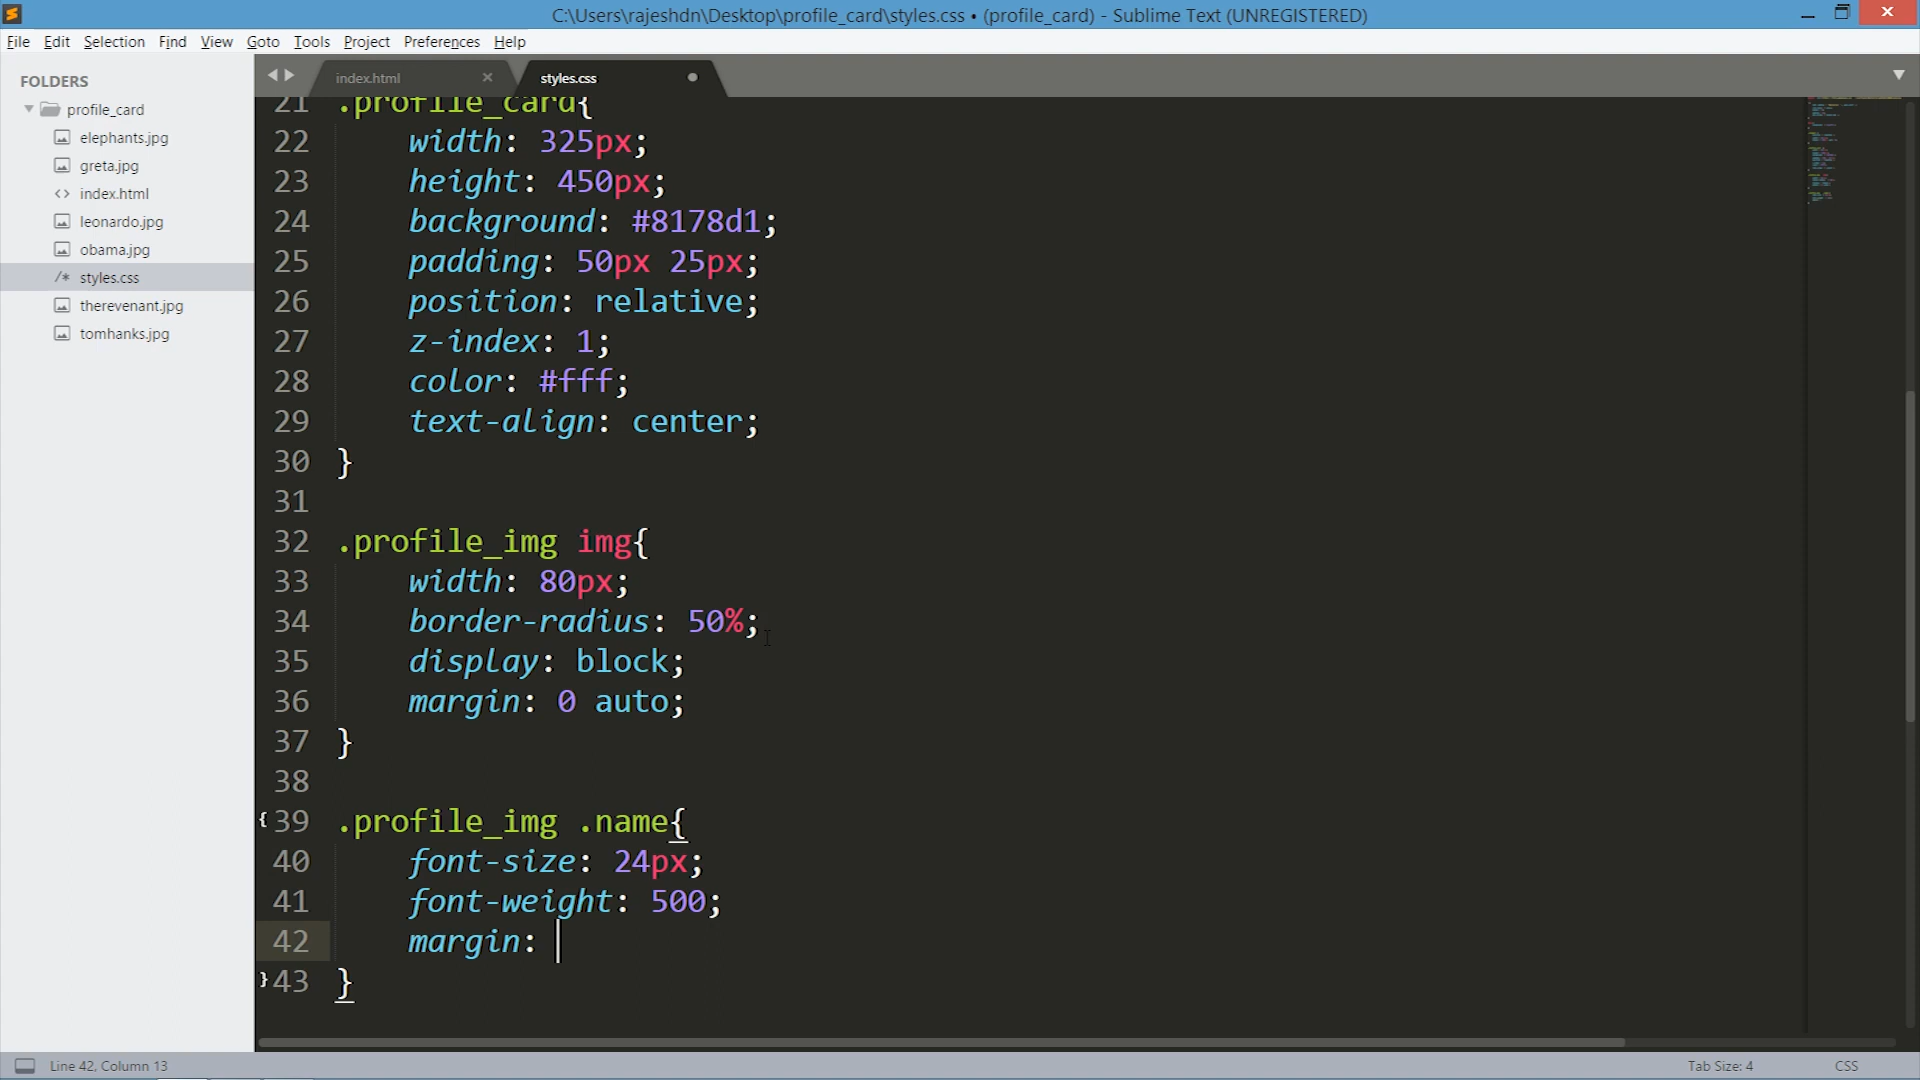 C:\Users\rajeshdn\Desktop\profile_card\styles.css • (profile_card) - Sublime Text (UNREGISTERED)
File Edit Selection Find View Goto Tools Project Preferences Help
FOLDERS
profile_card
elephants.jpg
greta.jpg
index.html
leonardo.jpg
obama.jpg
styles.css
therevenant.jpg
tomhanks.jpg
index.html styles.css
21 .profile_card{
22 width: 325px;
23 height: 450px;
24 background: #8178d1;
25 padding: 50px 25px;
26 position: relative;
27 z-index: 1;
28 color: #fff;
29 text-align: center;
30 }
31
32 .profile_img img{
33 width: 80px;
34 border-radius: 50%;
35 display: block;
36 margin: 0 auto;
37 }
38
39 .profile_img .name{
40 font-size: 24px;
41 font-weight: 500;
42 margin:
43 }
Line 42, Column 13 Tab Size: 4 CSS